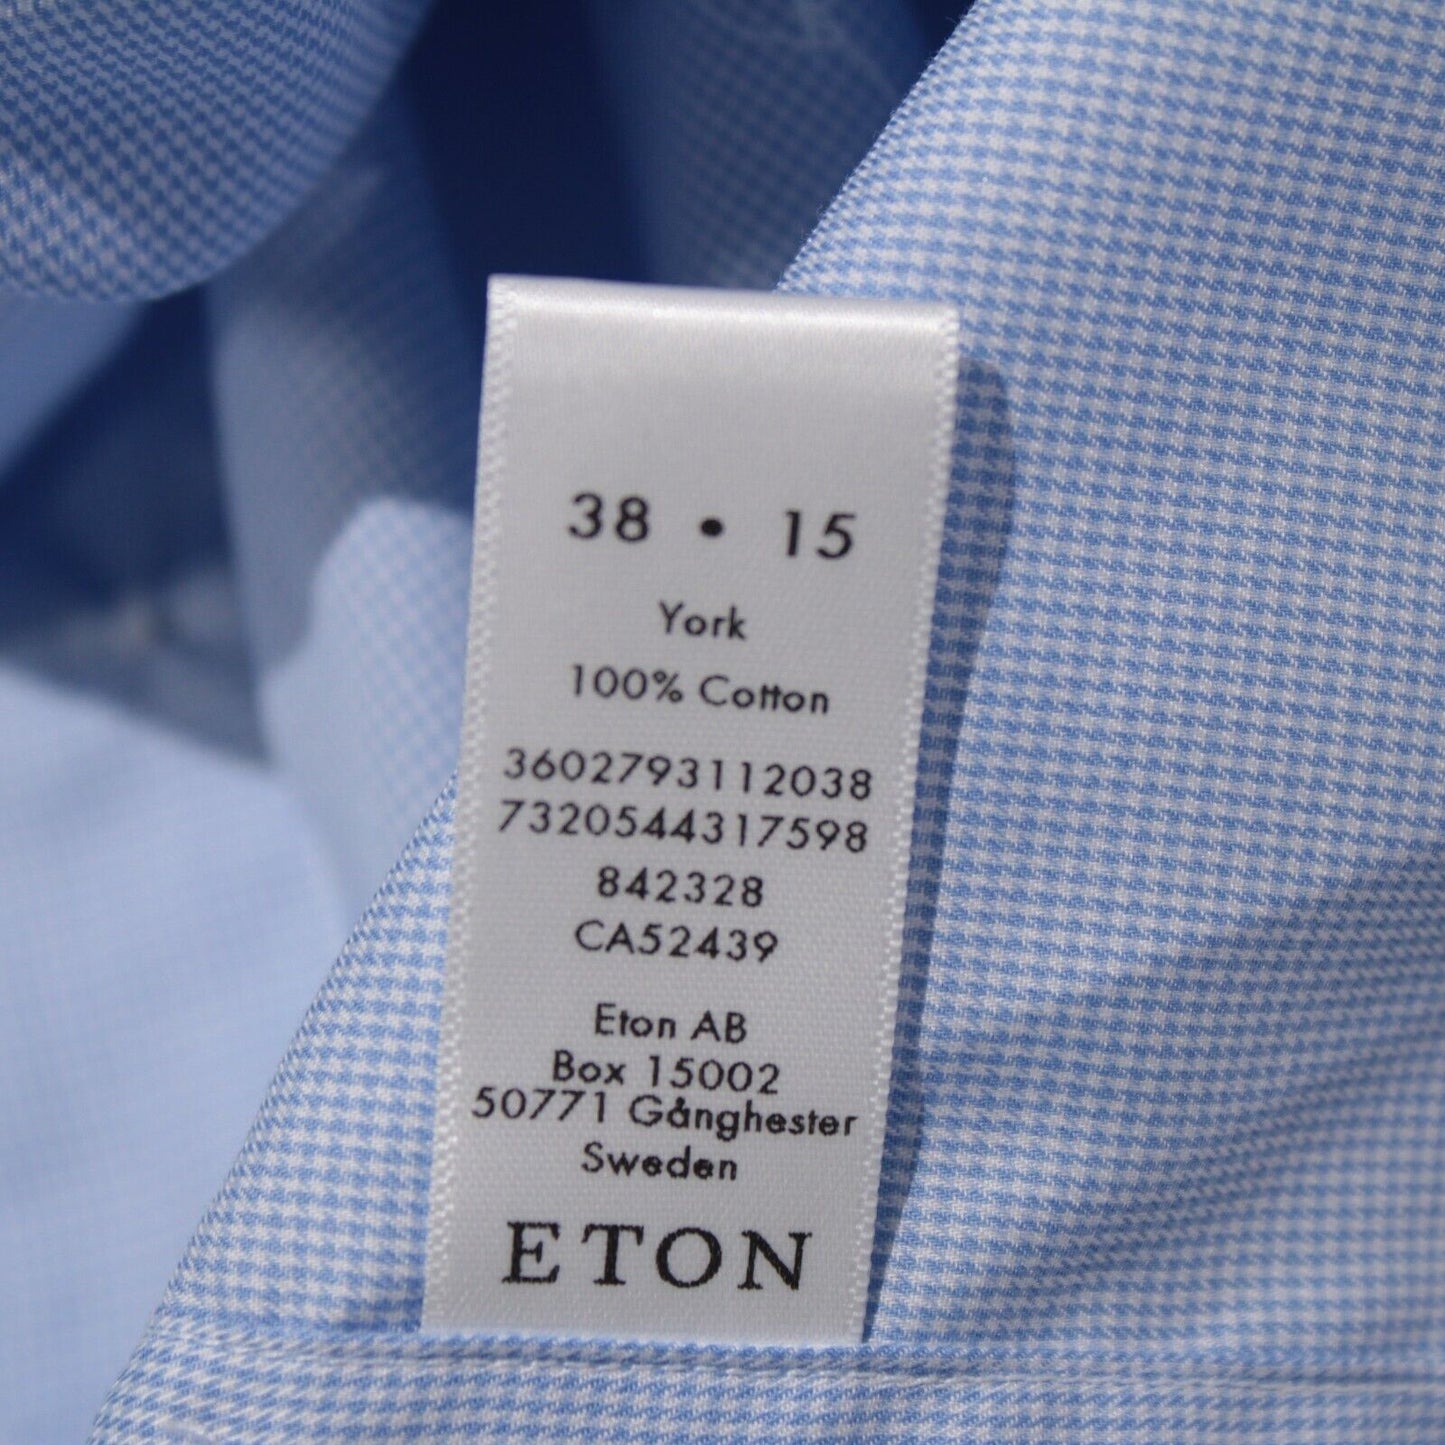 38 • 15
York
100% Cotton
3602793112038
7320544317598
842328
CA52439
Eton AB
Box 15002
50771 Gånghester
Sweden
ETON